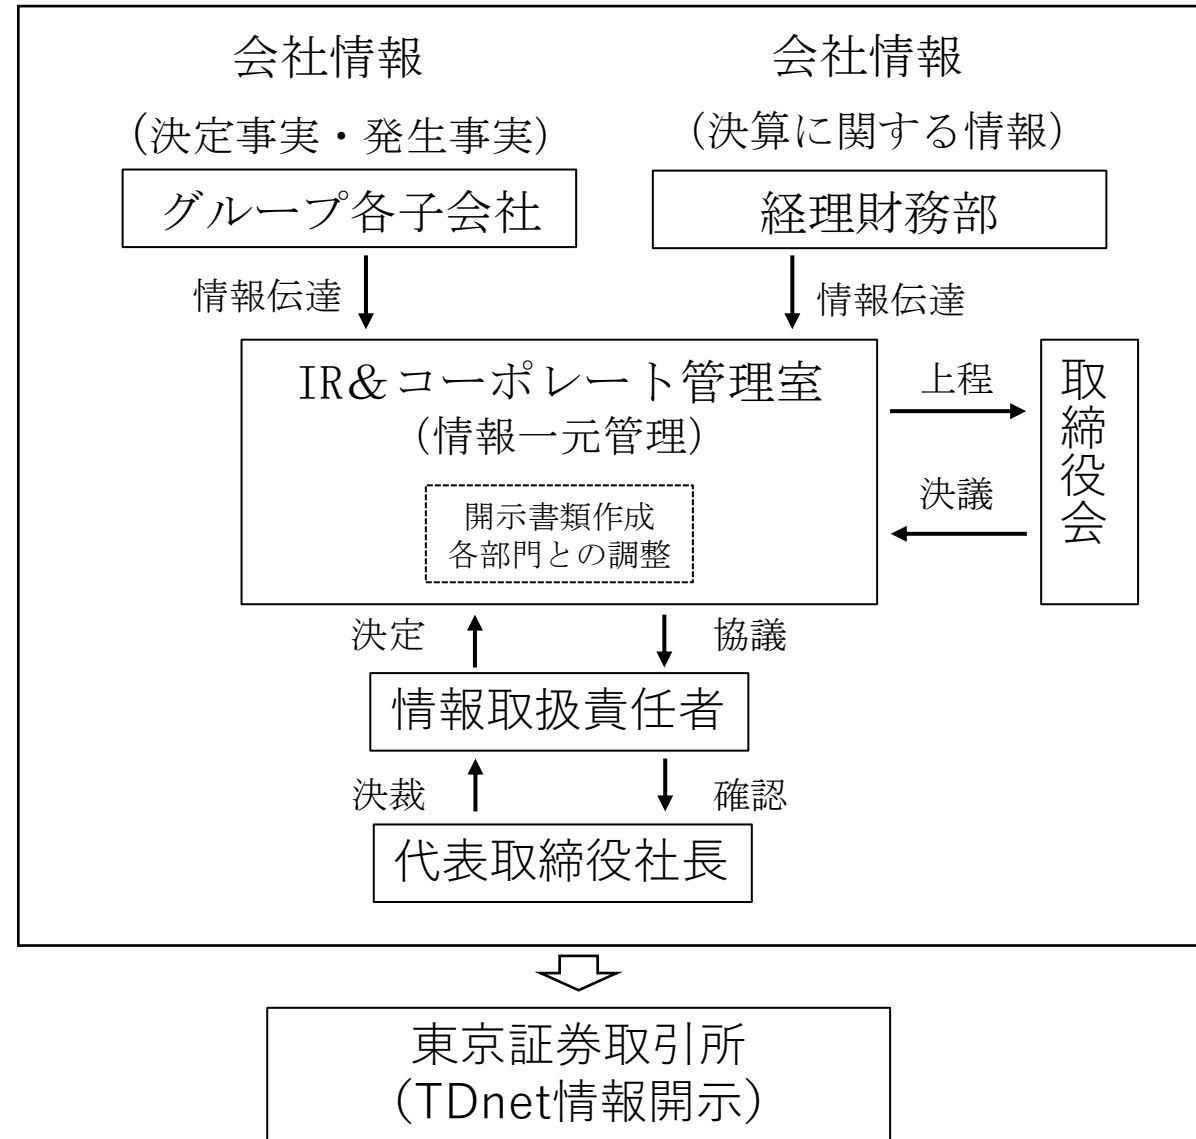 会社情報
(決定事実・発生事実)
グループ各子会社
会社情報
(決算に関する情報)
経理財務部
情報伝達
情報伝達
IR&コーポレート管理室
(情報一元管理)
開示書類作成
各部門との調整
上程
決議
取締役会
決定
協議
情報取扱責任者
決裁
確認
代表取締役社長
東京証券取引所
(TDnet情報開示)